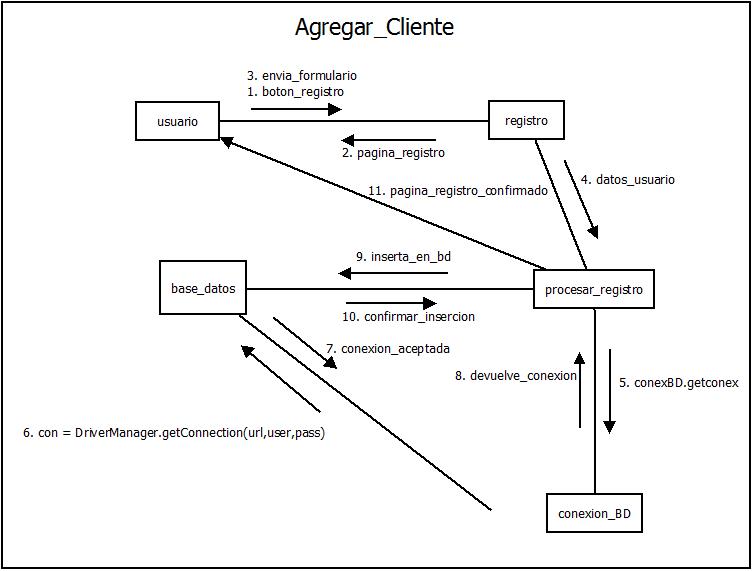 Agregar_Cliente
3. envia_formulario
1. boton_registro
usuario
registro
2. pagina_registro
4. datos_usuario
11. pagina_registro_confirmado
9. inserta_en_bd
base_datos
procesar_registro
10. confirmar_insercion
7. conexion_aceptada
8. devuelve_conexion
5. conexBD.getconex
6. con = DriverManager.getConnection(url,user,pass)
conexion_BD